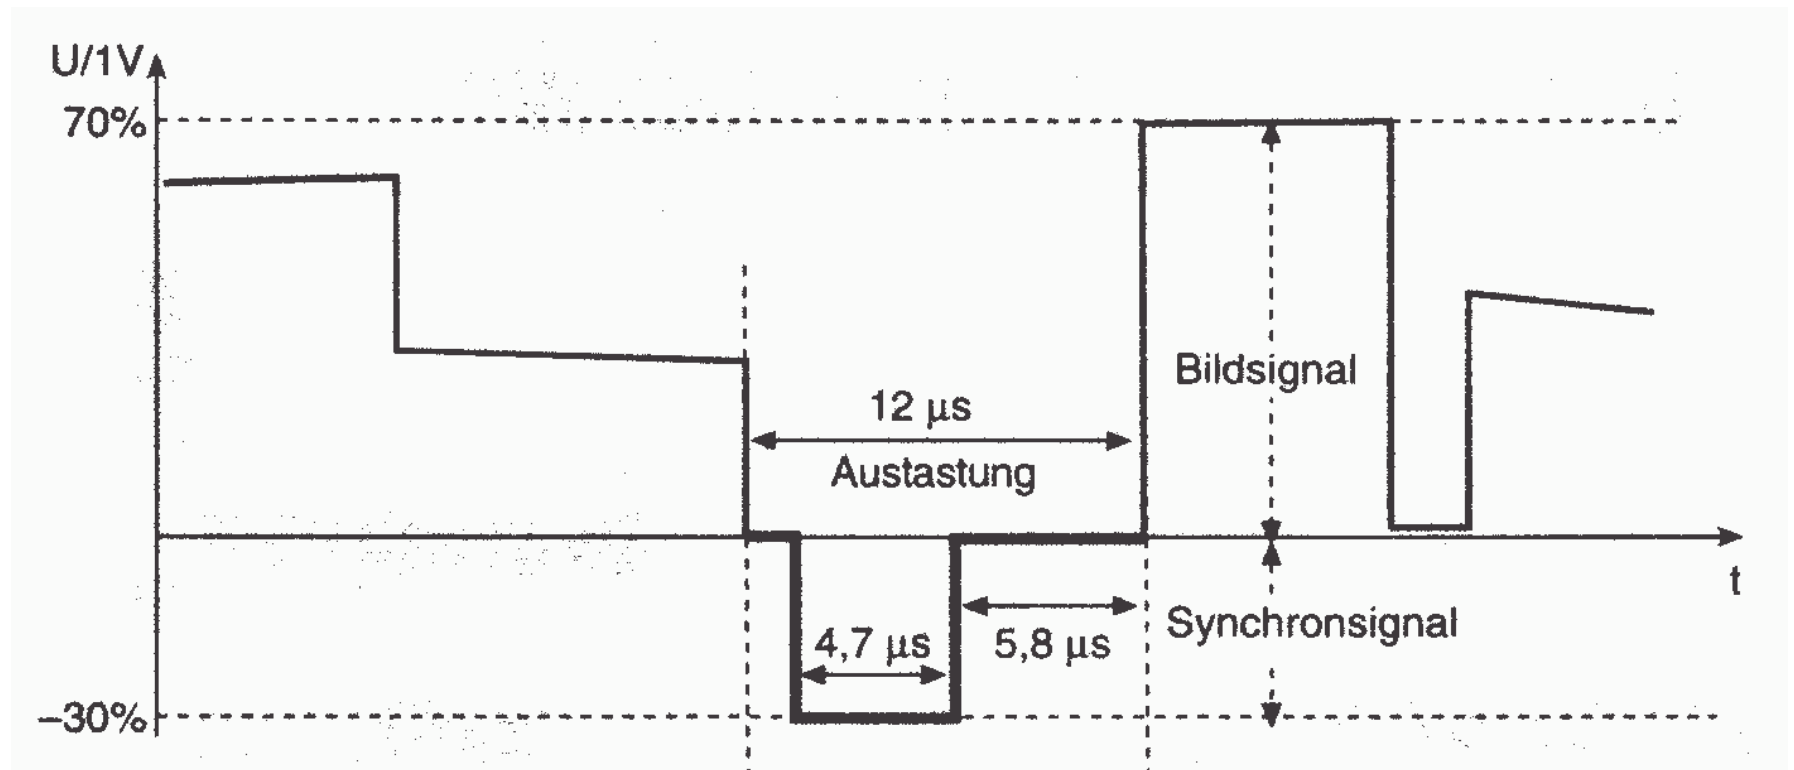 U/1V
70%
12 µs
Austastung
Bildsignal
t
4,7 µs
5,8 µs
Synchronsignal
–30%